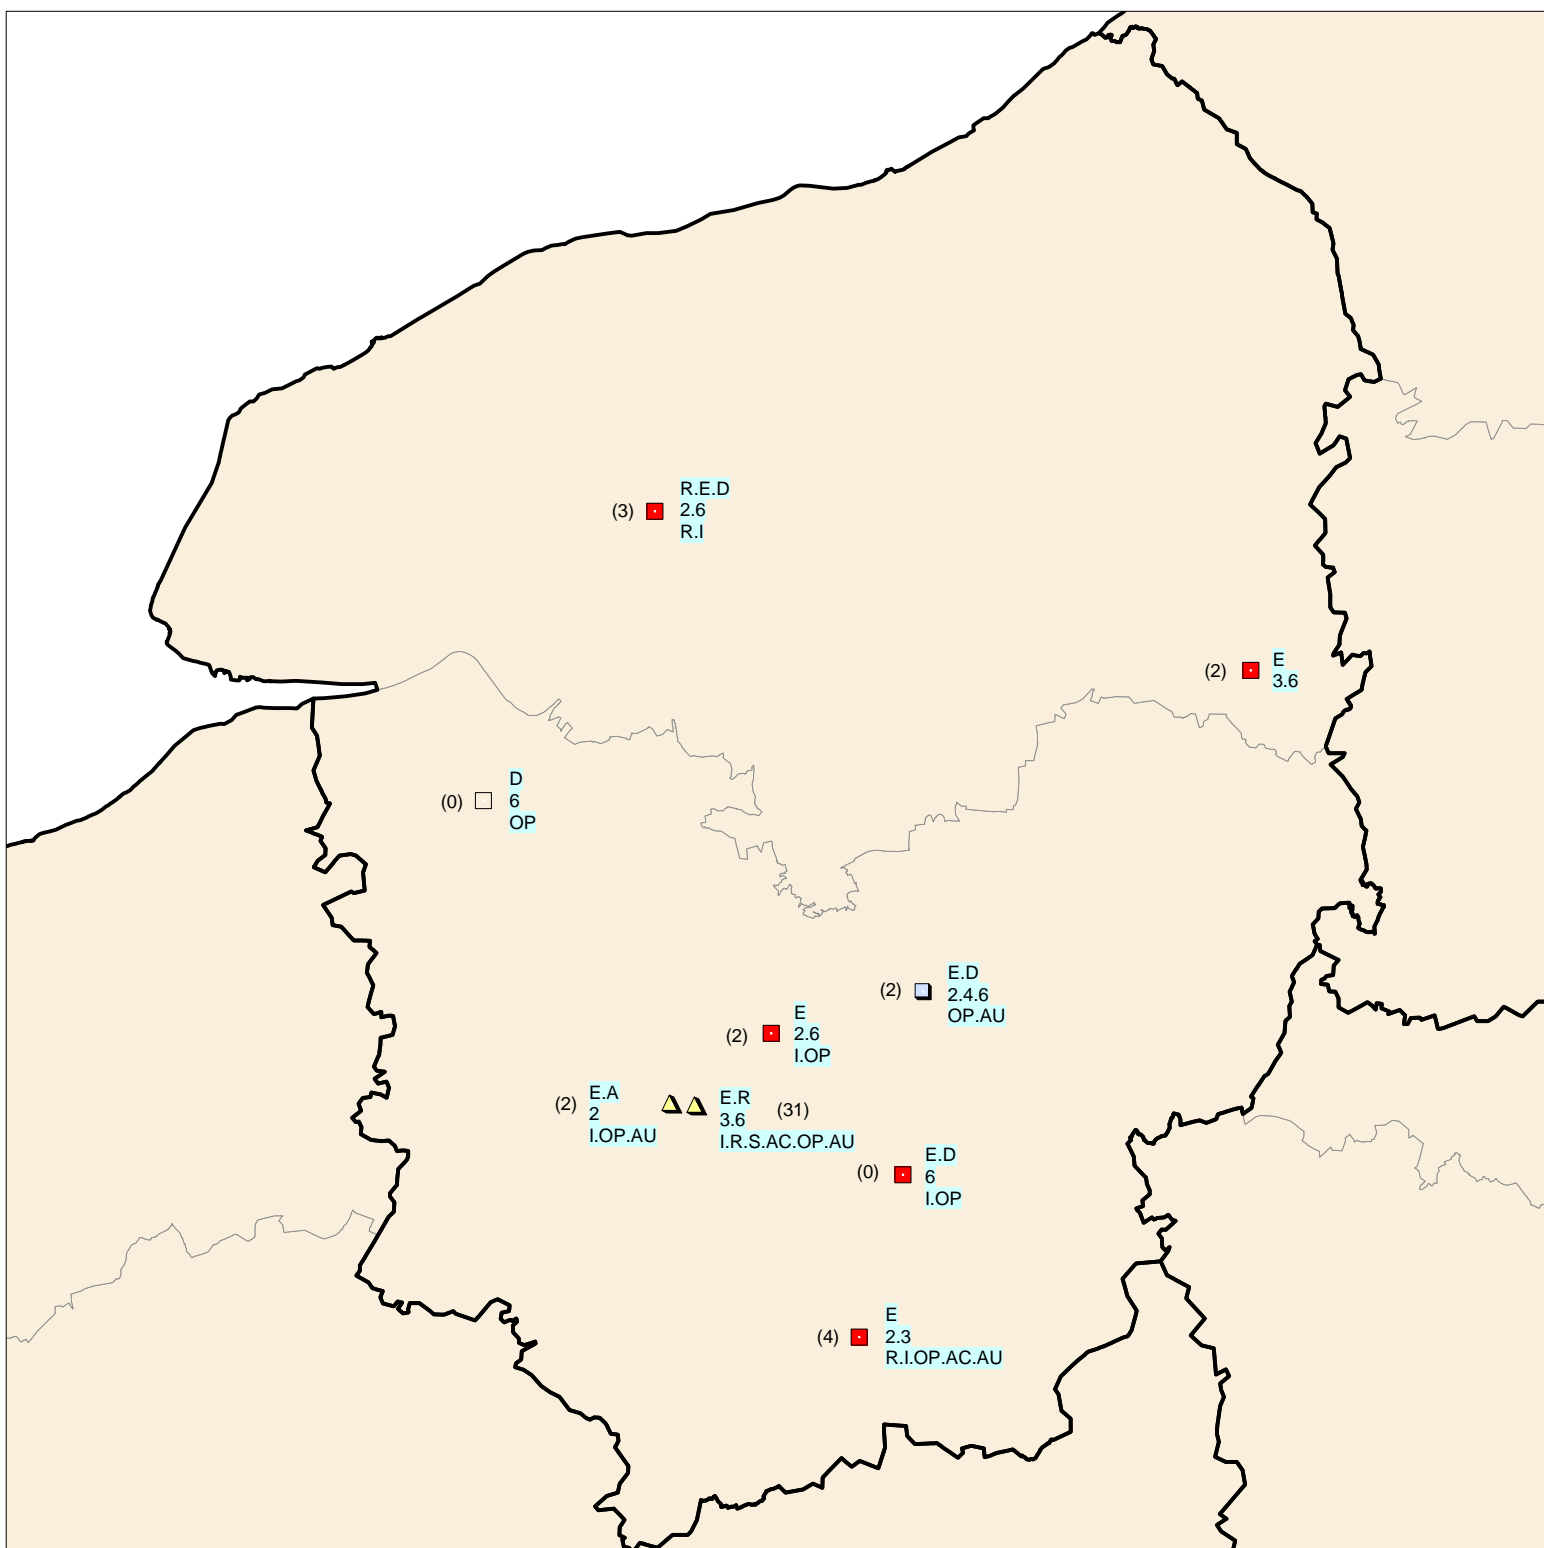 R.E.D
(3) 2.6
R.I
E
(2) 3.6
D
(0) 6
OP
E.D
(2) 2.4.6
OP.AU
E
(2) 2.6
I.OP
E.A
(2) 2
I.OP.AU
E.R
3.6 (31)
I.R.S.AC.OP.AU
E.D
(0) 6
I.OP
E
(4) 2.3
R.I.OP.AC.AU